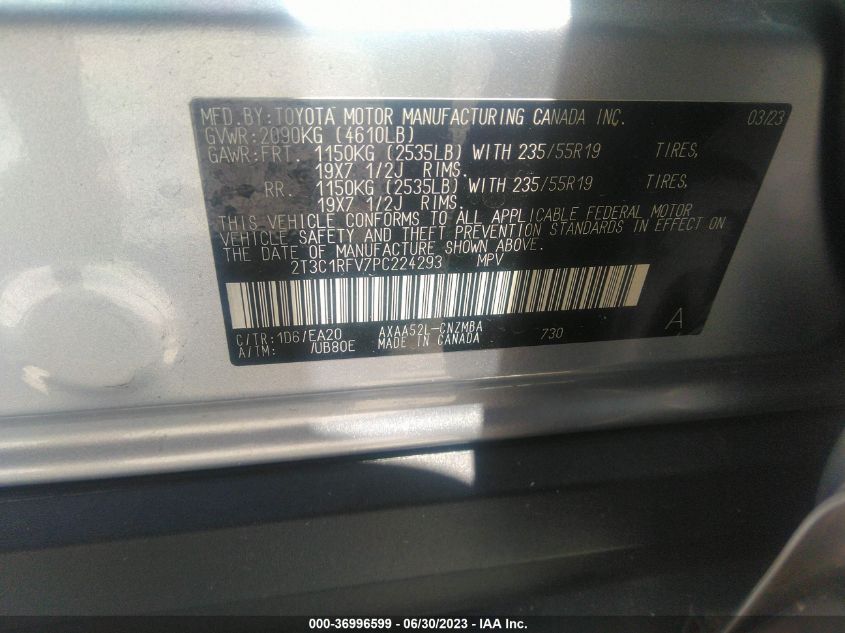 MFD.BY:TOYOTA MOTOR MANUFACTURING CANADA INC. 03/23
GVWR:2090KG (4610LB)
GAWR:FRT. 1150KG (2535LB) WITH 235/55R19 TIRES,
19X7 1/2J RIMS.
RR. 1150KG (2535LB) WITH 235/55R19 TIRES,
19X7 1/2J RIMS.
THIS VEHICLE CONFORMS TO ALL APPLICABLE FEDERAL MOTOR
VEHICLE SAFETY AND THEFT PREVENTION STANDARDS IN EFFECT ON
THE DATE OF MANUFACTURE SHOWN ABOVE.
2T3C1RFV7PC224293 MPV
C/TR:1D6/EA20 AXAA52L-CNZMBA 730 A
A/TM: /UB80E MADE IN CANADA
000-36996599 - 06/30/2023 - IAA Inc.